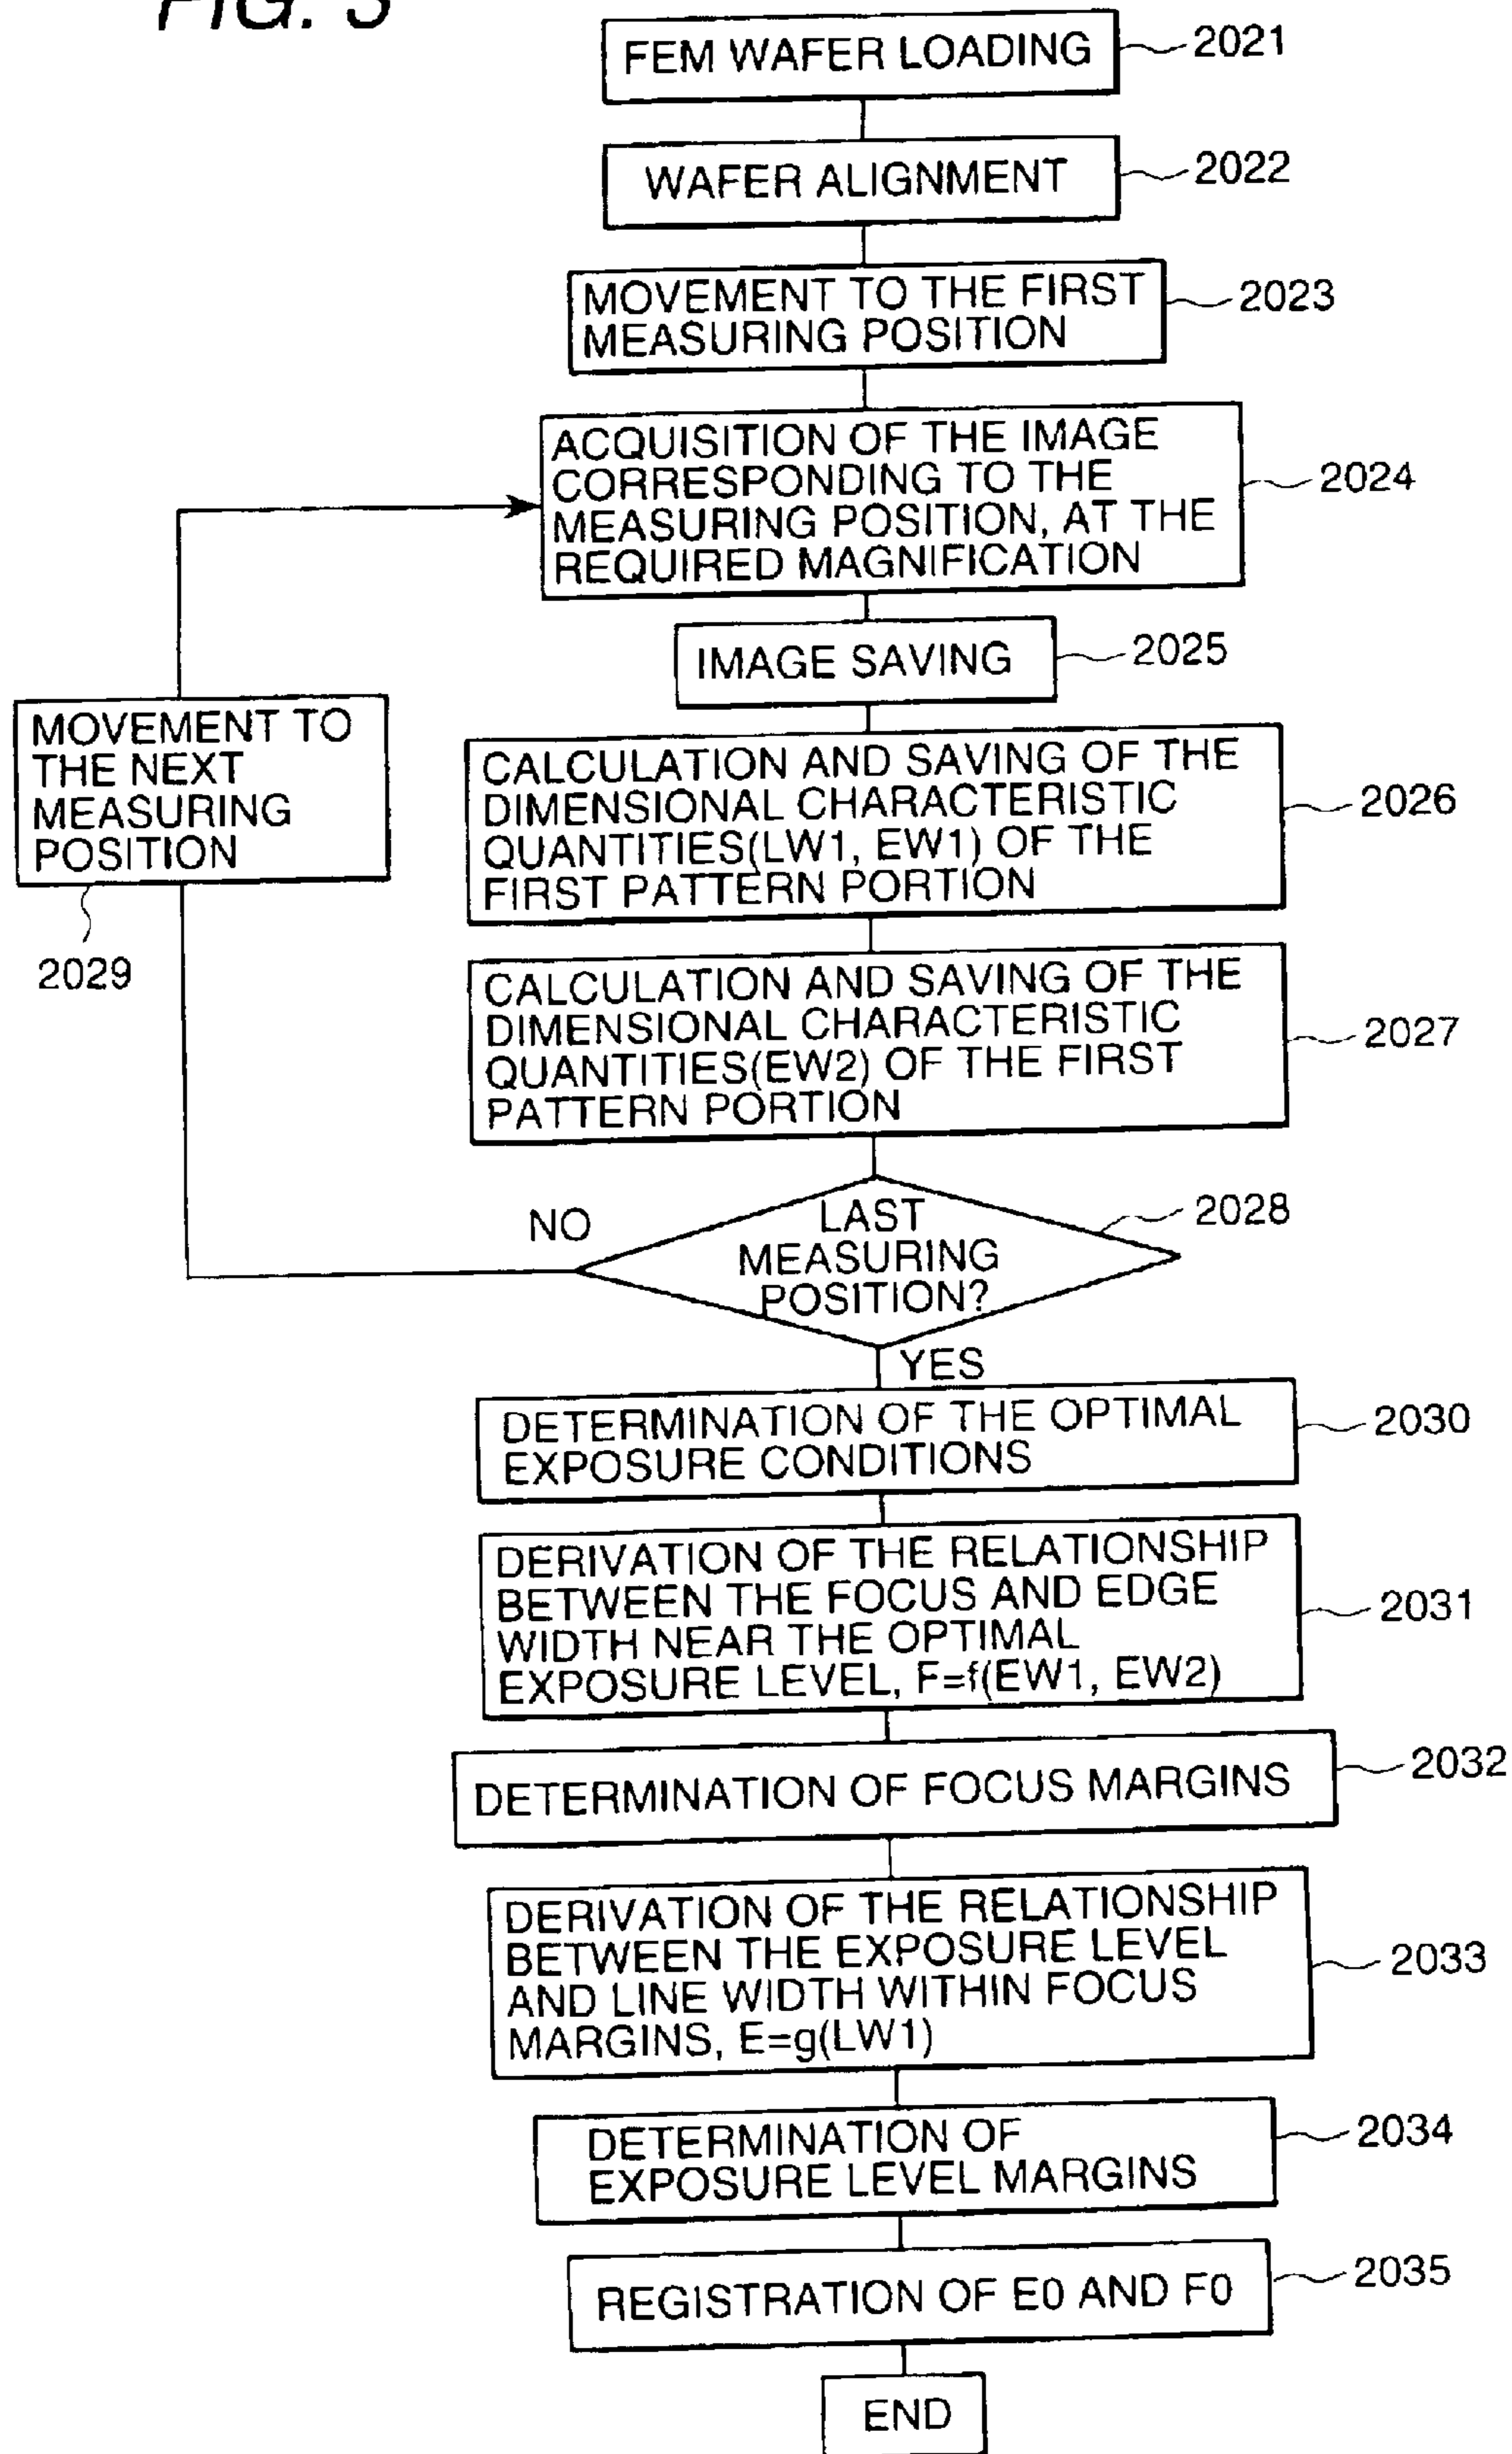 FIG. 3
FEM WAFER LOADING
2021
WAFER ALIGNMENT
2022
MOVEMENT TO THE FIRST
MEASURING POSITION
2023
ACQUISITION OF THE IMAGE
CORRESPONDING TO THE
MEASURING POSITION, AT THE
REQUIRED MAGNIFICATION
2024
IMAGE SAVING
2025
MOVEMENT TO
THE NEXT
MEASURING
POSITION
2029
CALCULATION AND SAVING OF THE
DIMENSIONAL CHARACTERISTIC
QUANTITIES(LW1, EW1) OF THE
FIRST PATTERN PORTION
2026
CALCULATION AND SAVING OF THE
DIMENSIONAL CHARACTERISTIC
QUANTITIES(EW2) OF THE FIRST
PATTERN PORTION
2027
NO
LAST
MEASURING
POSITION?
2028
YES
DETERMINATION OF THE OPTIMAL
EXPOSURE CONDITIONS
2030
DERIVATION OF THE RELATIONSHIP
BETWEEN THE FOCUS AND EDGE
WIDTH NEAR THE OPTIMAL
EXPOSURE LEVEL, F=f(EW1, EW2)
2031
DETERMINATION OF FOCUS MARGINS
2032
DERIVATION OF THE RELATIONSHIP
BETWEEN THE EXPOSURE LEVEL
AND LINE WIDTH WITHIN FOCUS
MARGINS, E=g(LW1)
2033
DETERMINATION OF
EXPOSURE LEVEL MARGINS
2034
REGISTRATION OF E0 AND F0
2035
END